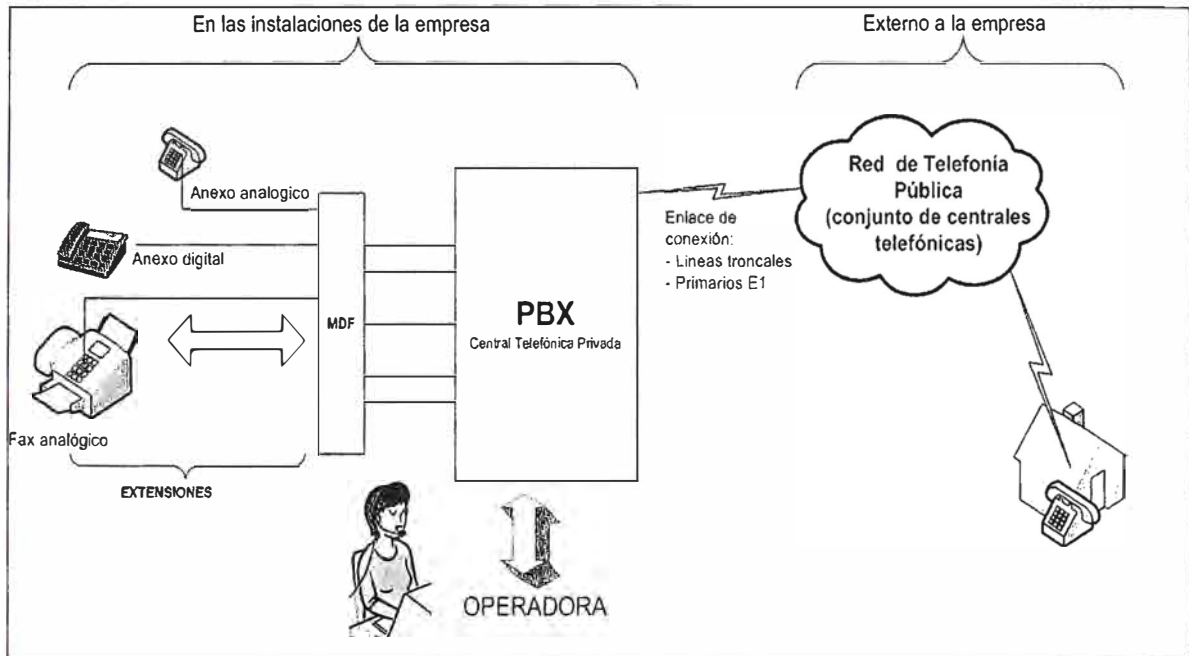 En las instalaciones de la empresa
Externo a la empresa
Anexo analogico
Anexo digital
Fax analógico
EXTENSIONES
MDF
PBX
Central Telefónica Privada
OPERADORA
Enlace de
conexión:
- Lineas troncales
- Primarios E1
Red de Telefonía
Pública
(conjunto de centrales
telefónicas)